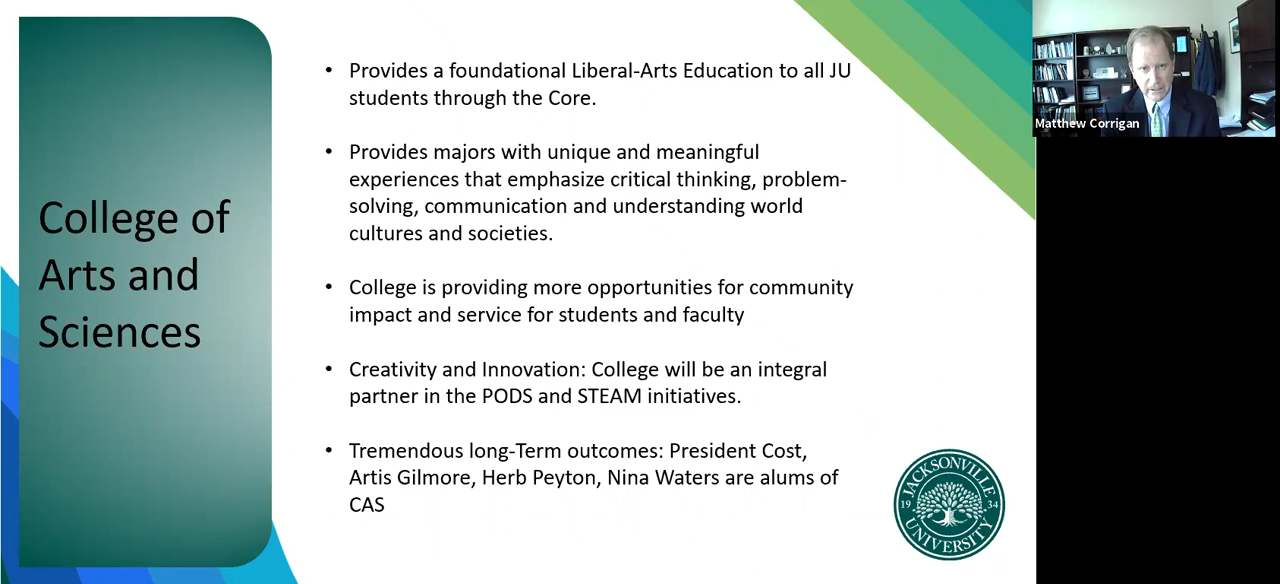 College of
Arts and
Sciences
• Provides a foundational Liberal-Arts Education to all JU
students through the Core.
• Provides majors with unique and meaningful
experiences that emphasize critical thinking, problem-
solving, communication and understanding world
cultures and societies.
• College is providing more opportunities for community
impact and service for students and faculty
• Creativity and Innovation: College will be an integral
partner in the PODS and STEAM initiatives.
• Tremendous long-Term outcomes: President Cost,
Artis Gilmore, Herb Peyton, Nina Waters are alums of
CAS
Matthew Corrigan
JACKSONVILLE
19 34
UNIVERSITY